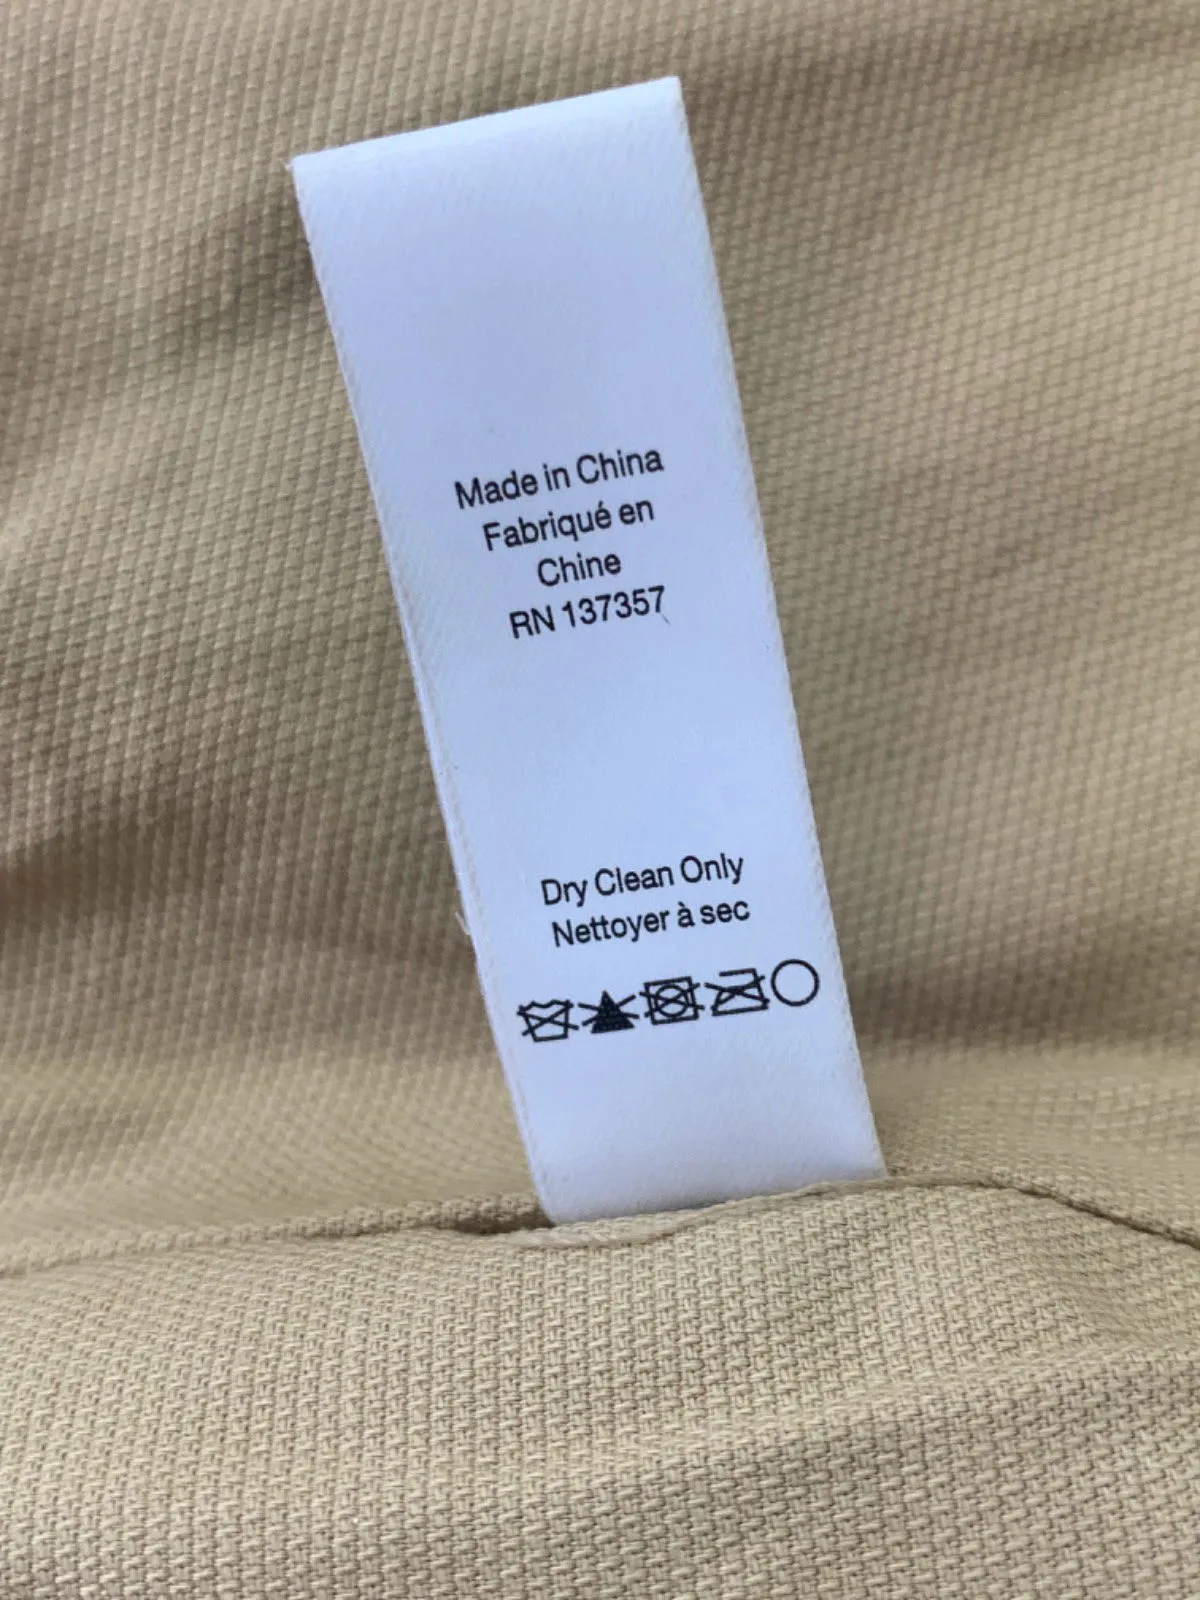 Made in China
Fabriqué en
Chine
RN 137357
Dry Clean Only
Nettoyer à sec